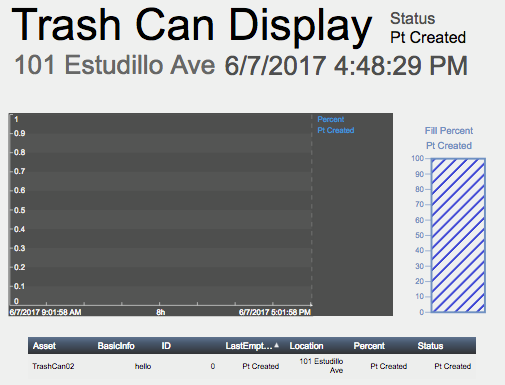 Trash Can Display
Status
Pt Created
101 Estudillo Ave 6/7/2017 4:48:29 PM
1
0.9
0.8
0.7
0.6
0.5
0.4
0.3
0.2
0.1
0
6/7/2017 9:01:58 AM 8h 6/7/2017 5:01:58 PM
Percent
Pt Created
Fill Percent
Pt Created
100
90
80
70
60
50
40
30
20
10
0
Asset BasicInfo ID LastEmpt... Location Percent Status
TrashCan02 hello 0 Pt Created 101 Estudillo Ave Pt Created Pt Created